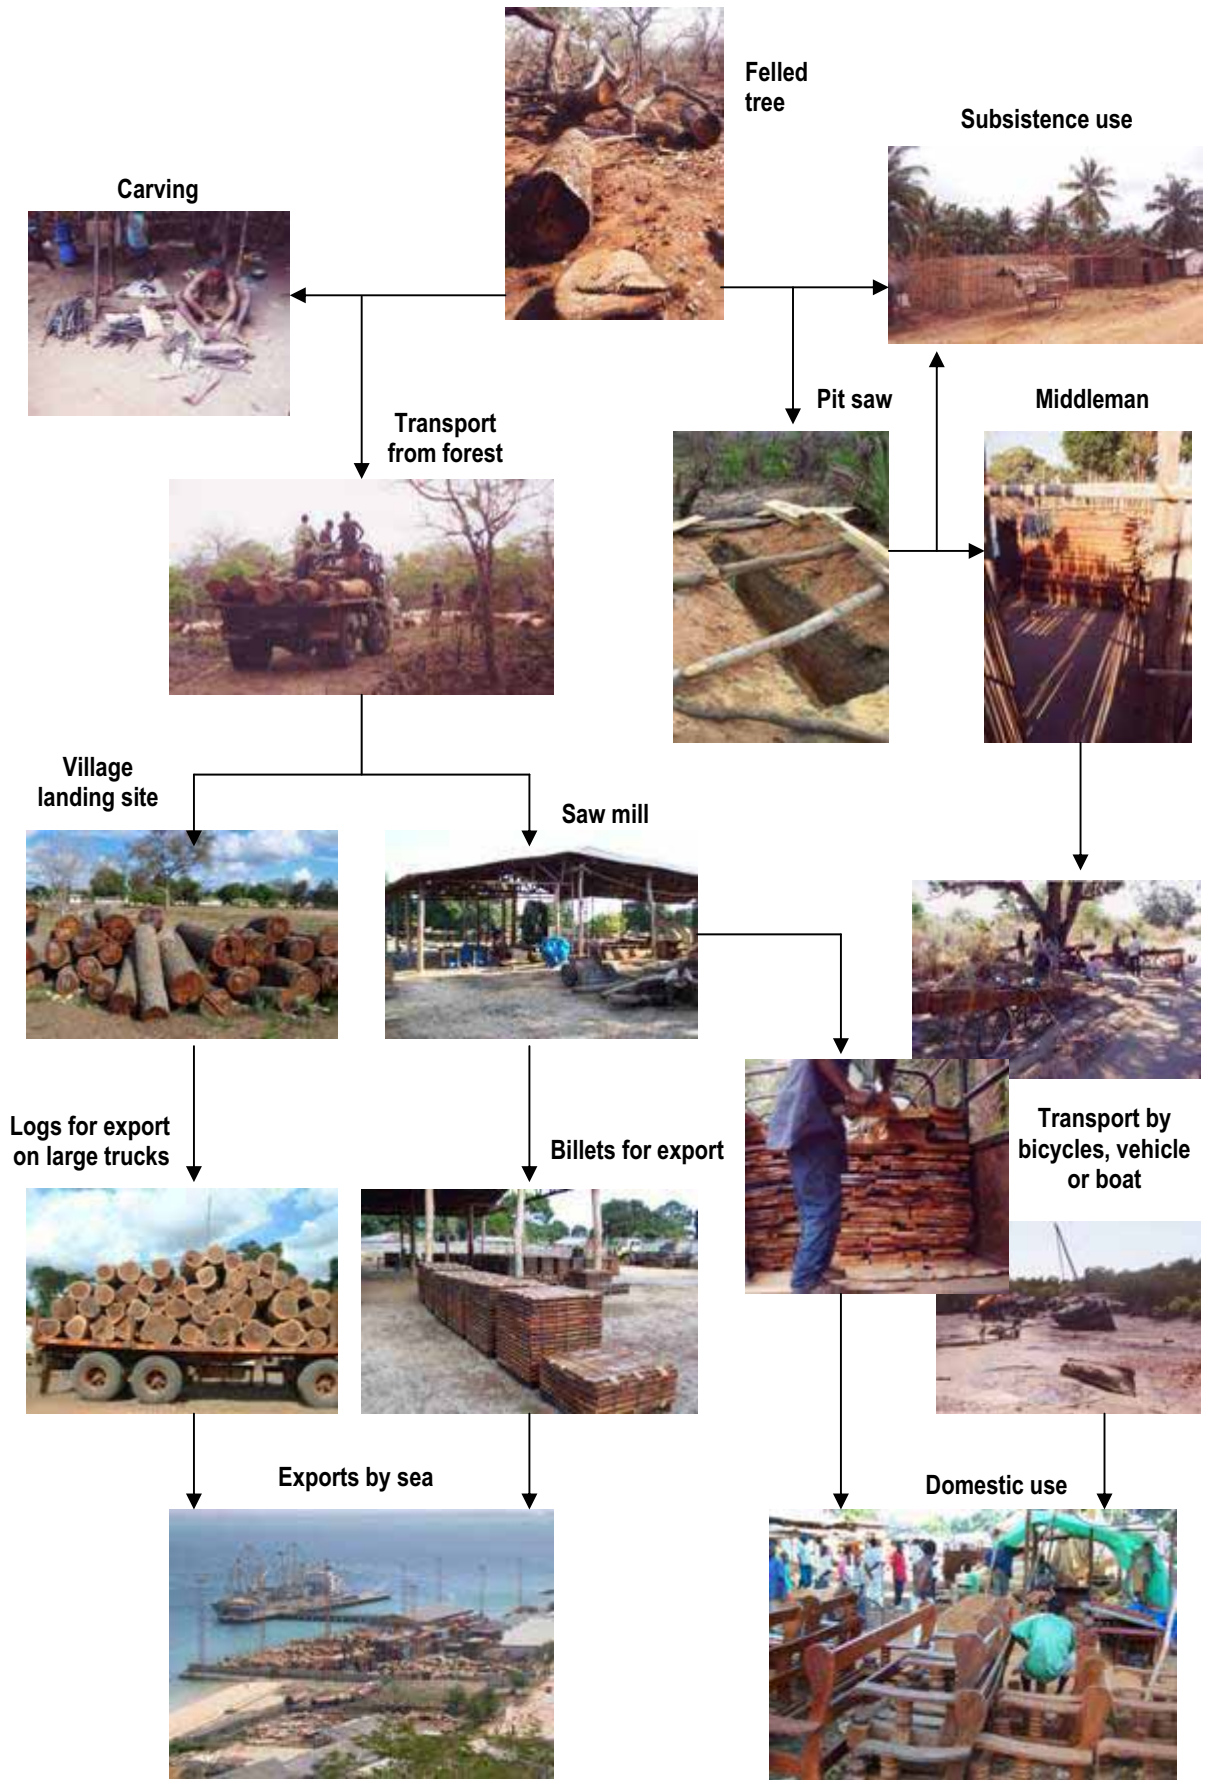 Felled
tree
Subsistence use
Carving
Pit saw
Middleman
Transport
from forest
Village
landing site
Saw mill
Logs for export
on large trucks
Billets for export
Transport by
bicycles, vehicle
or boat
Exports by sea
Domestic use